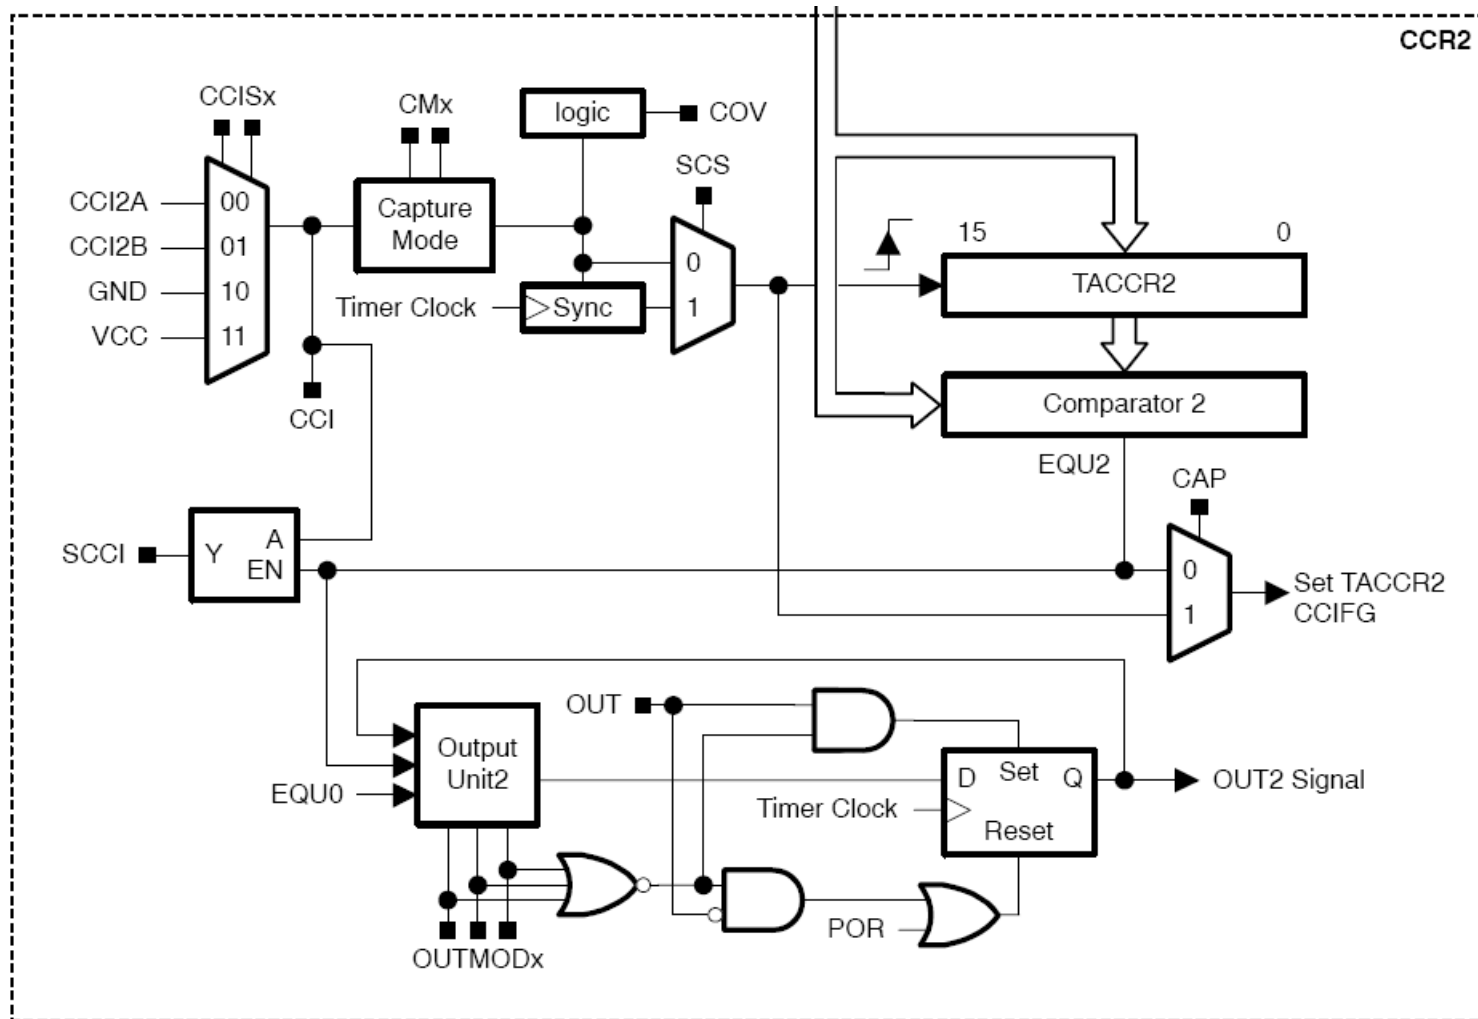 CCR2
CCISx
CMx
logic
COV
SCS
CCI2A
00
Capture
Mode
15
0
CCI2B
01
0
TACCR2
GND
10
Timer Clock
Sync
1
VCC
11
CCI
Comparator 2
EQU2
CAP
SCCI
Y
A
EN
0
Set TACCR2
CCIFG
1
OUT
Output
Unit2
D
Set
Q
OUT2 Signal
EQU0
Timer Clock
Reset
POR
OUTMODx